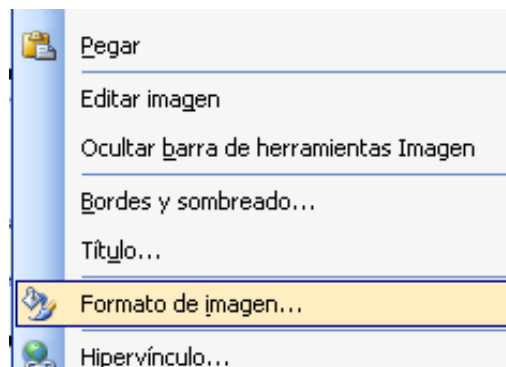 Pegar
Editar imagen
Ocultar barra de herramientas Imagen
Bordes y sombreado...
Título...
Formato de imagen...
Hipervínculo...